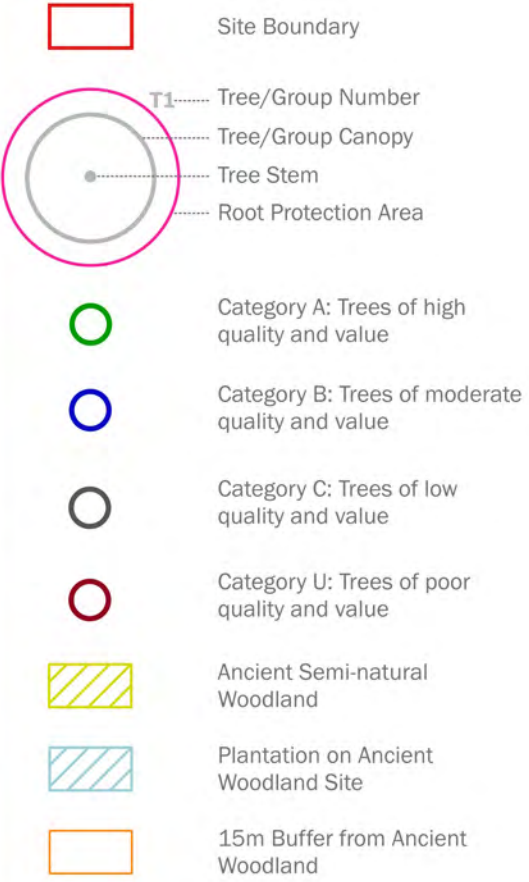 Site Boundary
T1
Tree/Group Number
Tree/Group Canopy
Tree Stem
Root Protection Area
Category A: Trees of high
quality and value
Category B: Trees of moderate
quality and value
Category C: Trees of low
quality and value
Category U: Trees of poor
quality and value
Ancient Semi-natural
Woodland
Plantation on Ancient
Woodland Site
15m Buffer from Ancient
Woodland